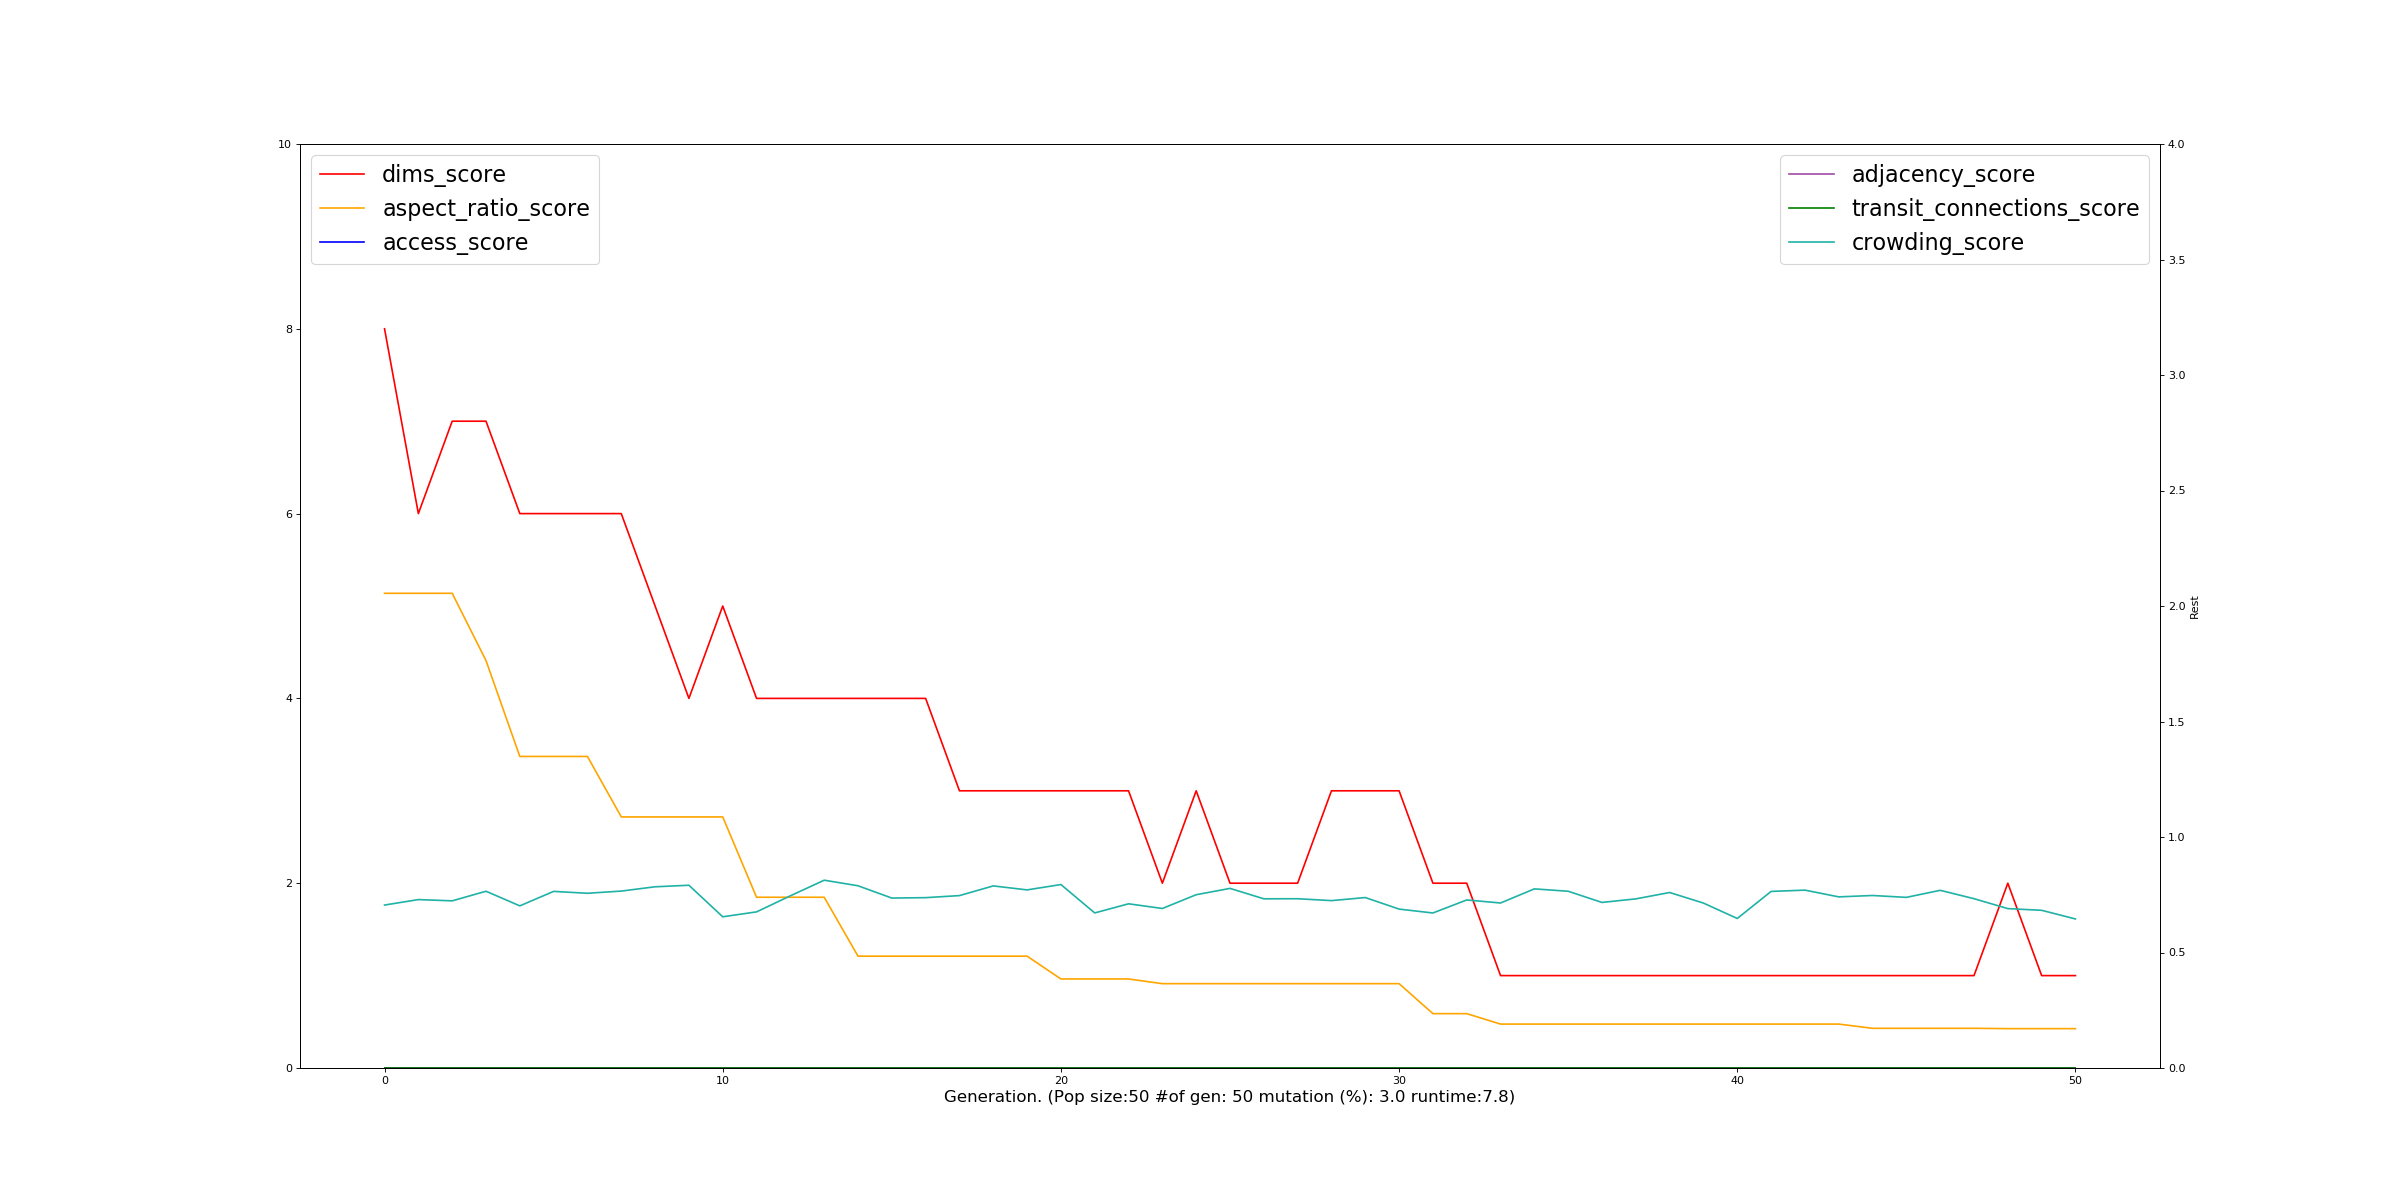 10
8
6
4
2
0
dims_score
aspect_ratio_score
access_score
adjacency_score
transit_connections_score
crowding_score
4.0
3.5
3.0
2.5
2.0
1.5
1.0
0.5
0.0
Rest
0 10 20 30 40 50
Generation. (Pop size:50 #of gen: 50 mutation (%): 3.0 runtime:7.8)